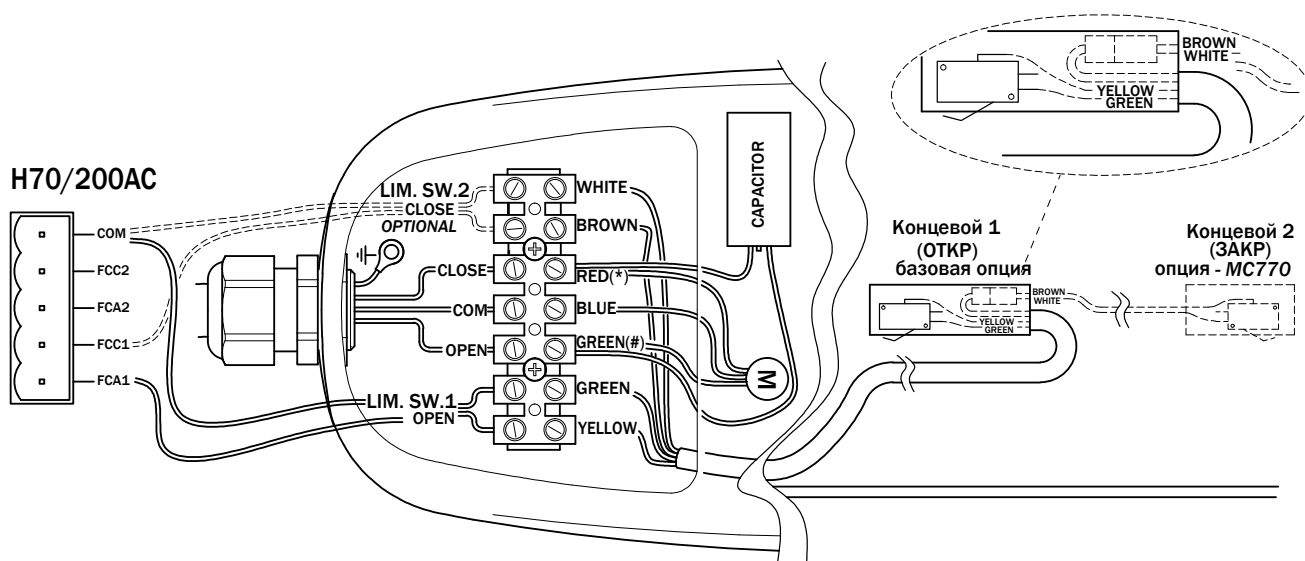 H70/200AC
COM
FCC2
FCA2
FCC1
FCA1
LIM. SW.2
CLOSE
OPTIONAL
CLOSE
COM
OPEN
LIM. SW.1
OPEN
WHITE
BROWN
RED(*)
BLUE
GREEN(#)
GREEN
YELLOW
CAPACITOR
M
BROWN
WHITE
YELLOW
GREEN
Концевой 1
(ОТКР)
базовая опция
BROWN
WHITE
YELLOW
GREEN
Концевой 2
(ЗАКР)
опция - MC770